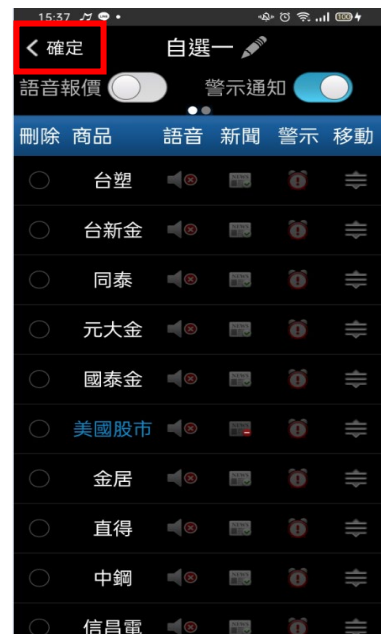 15:37
確定 自選一
語音報價 警示通知
刪除 商品 語音 新聞 警示 移動
台塑
台新金
同泰
元大金
國泰金
美國股市
金居
直得
中鋼
信昌電